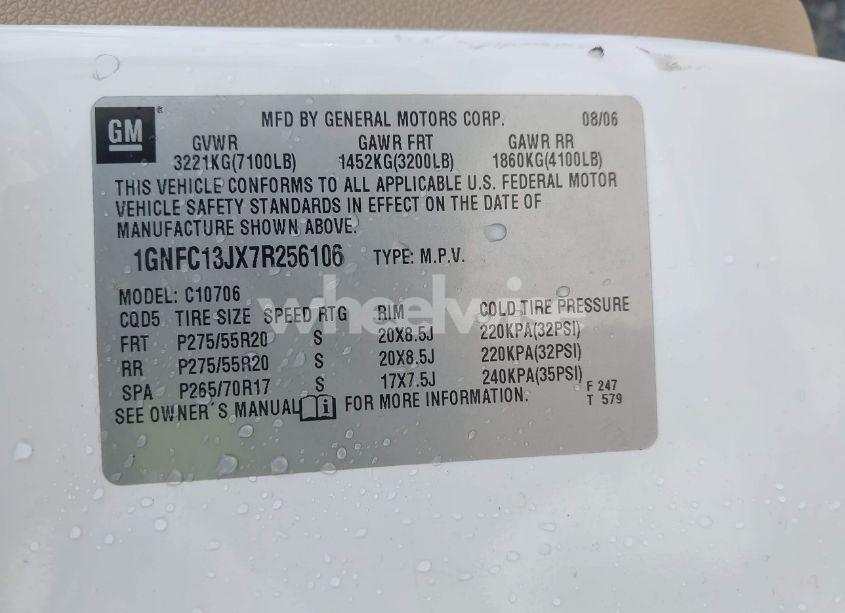 GM ® MFD BY GENERAL MOTORS CORP. 08/06
GVWR GAWR FRT GAWR RR
3221KG(7100LB) 1452KG(3200LB) 1860KG(4100LB)
THIS VEHICLE CONFORMS TO ALL APPLICABLE U.S. FEDERAL MOTOR
VEHICLE SAFETY STANDARDS IN EFFECT ON THE DATE OF
MANUFACTURE SHOWN ABOVE.
1GNFC13JX7R256106 TYPE: M.P.V.
MODEL: C10706
CQD5 TIRE SIZE SPEED RTG RIM COLD TIRE PRESSURE
FRT P275/55R20 S 20X8.5J 220KPA(32PSI)
RR P275/55R20 S 20X8.5J 220KPA(32PSI)
SPA P265/70R17 S 17X7.5J 240KPA(35PSI)
SEE OWNER'S MANUAL i FOR MORE INFORMATION.
F 247
T 579